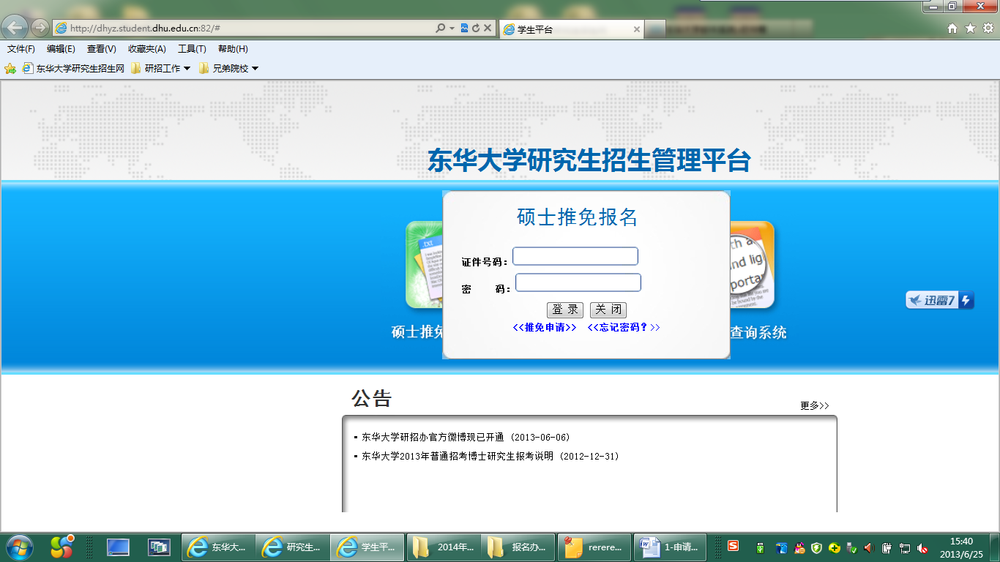 http://dhyz.student.dhu.edu.cn:82/#
学生平台
文件(F) 编辑(E) 查看(V) 收藏夹(A) 工具(T) 帮助(H)
东华大学研究生招生网 研招工作 兄弟院校
东华大学研究生招生管理平台
硕士推免报名
证件号码:
密 码:
登 录 关 闭
<<推免申请>> <<忘记密码?>>
.txt
硕士推免
查询系统
迅雷7
公告
更多>>
▪ 东华大学研招办官方微博现已开通 (2013-06-06)
▪ 东华大学2013年普通招考博士研究生报考说明 (2012-12-31)
东华大... 研究生... 学生平... 2014年... 报名办... rerere... 1-申请...
15:40
2013/6/25